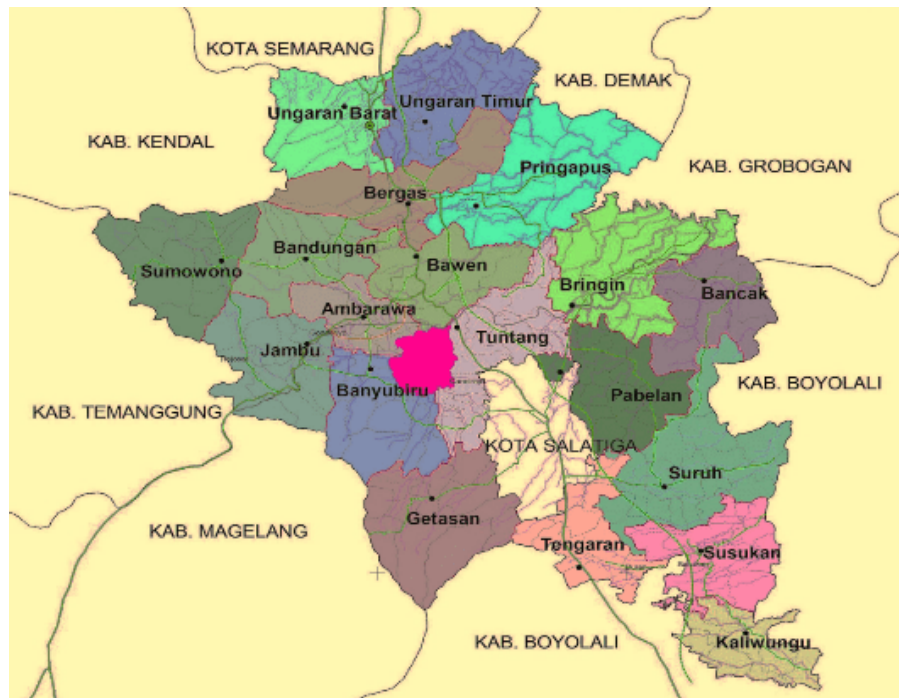 KOTA SEMARANG
KAB. DEMAK
Ungaran Timur
Ungaran Barat
KAB. KENDAL
Pringapus
KAB. GROBOGAN
Bergas
Bandungan
Bawen
Sumowono
Bringin
Bancak
Ambarawa
Tuntang
Jambu
Banyubiru
Pabelan
KAB. BOYOLALI
KAB. TEMANGGUNG
KOTA SALATIGA
Suruh
Getasan
KAB. MAGELANG
Tengaran
Susukan
KAB. BOYOLALI
Kaliwungu